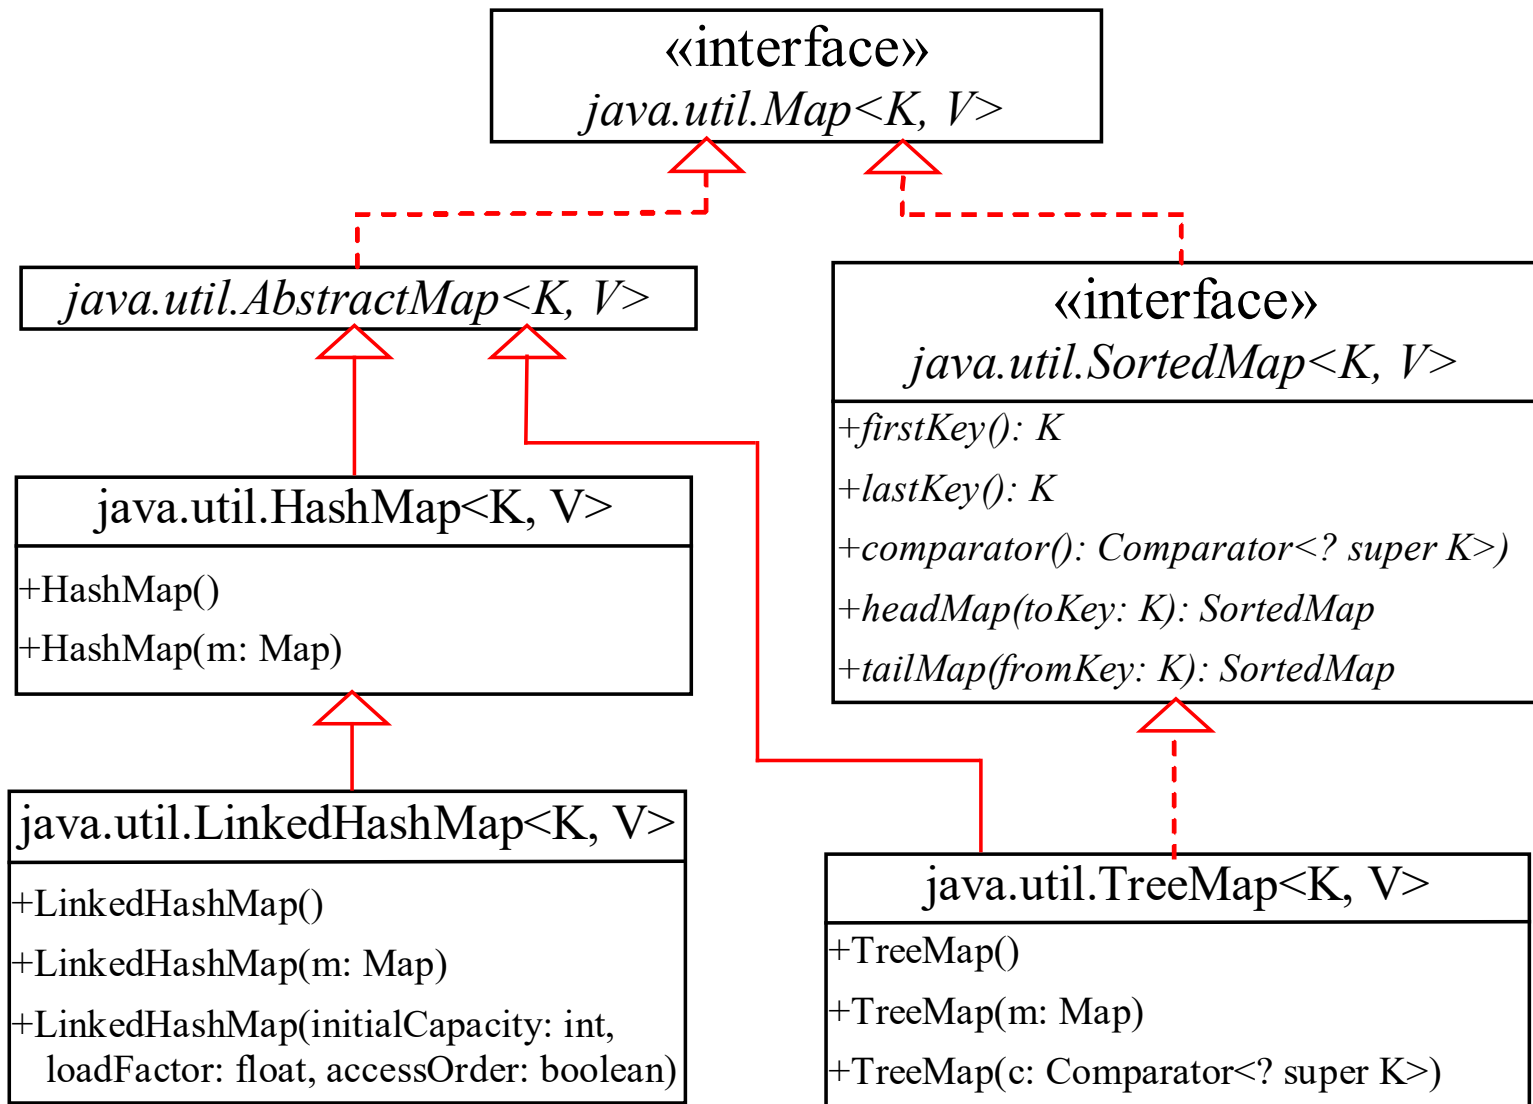 «interface»
java.util.Map<K, V>
java.util.AbstractMap<K, V>
«interface»
java.util.SortedMap<K, V>
+firstKey(): K
+lastKey(): K
+comparator(): Comparator<? super K>)
+headMap(toKey: K): SortedMap
+tailMap(fromKey: K): SortedMap
java.util.HashMap<K, V>
+HashMap()
+HashMap(m: Map)
java.util.LinkedHashMap<K, V>
+LinkedHashMap()
+LinkedHashMap(m: Map)
+LinkedHashMap(initialCapacity: int,
loadFactor: float, accessOrder: boolean)
java.util.TreeMap<K, V>
+TreeMap()
+TreeMap(m: Map)
+TreeMap(c: Comparator<? super K>)